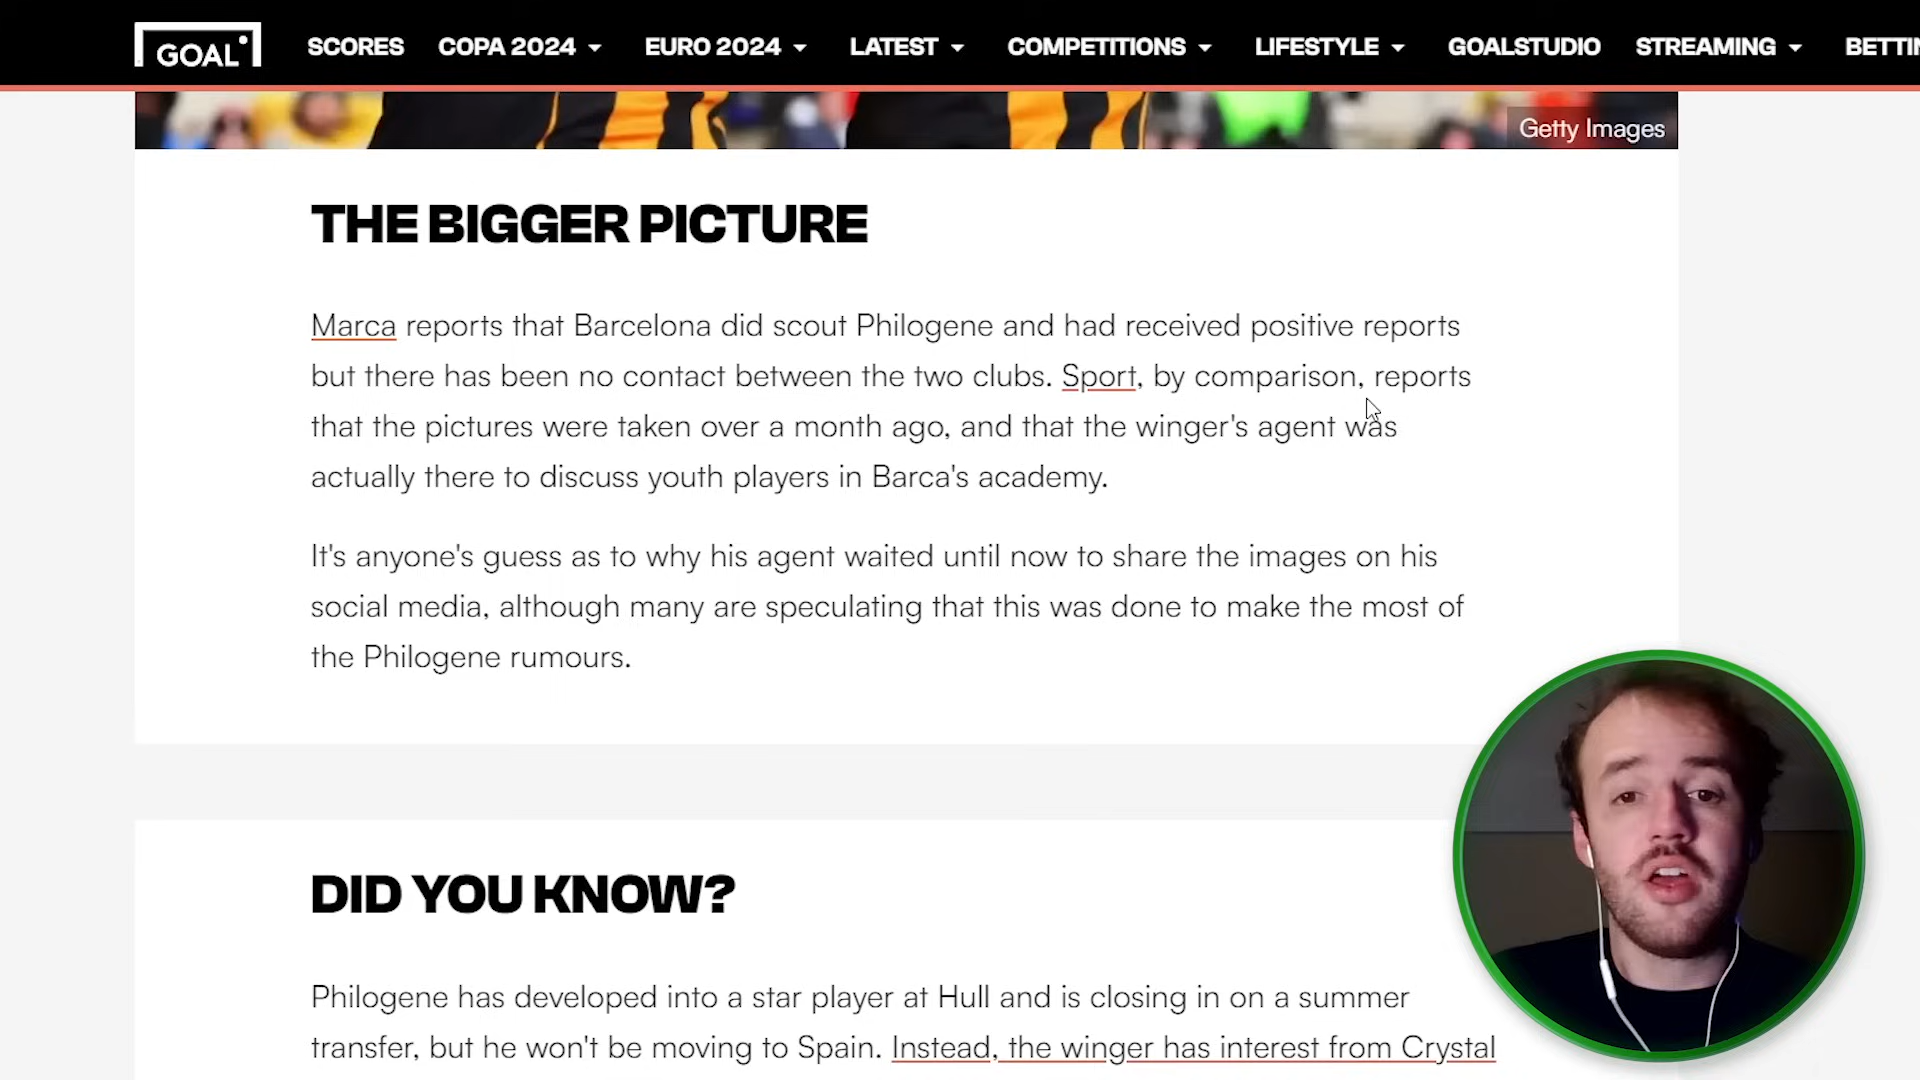 GOAL
SCORES COPA 2024 EURO 2024 LATEST COMPETITIONS LIFESTYLE GOALSTUDIO STREAMING
Getty Images
THE BIGGER PICTURE
Marca reports that Barcelona did scout Philogene and had received positive reports
but there has been no contact between the two clubs. Sport, by comparison, reports
that the pictures were taken over a month ago, and that the winger's agent was
actually there to discuss youth players in Barca's academy.
It's anyone's guess as to why his agent waited until now to share the images on his
social media, although many are speculating that this was done to make the most of
the Philogene rumours.
DID YOU KNOW?
Philogene has developed into a star player at Hull and is closing in on a summer
transfer, but he won't be moving to Spain. Instead, the winger has interest from Crystal